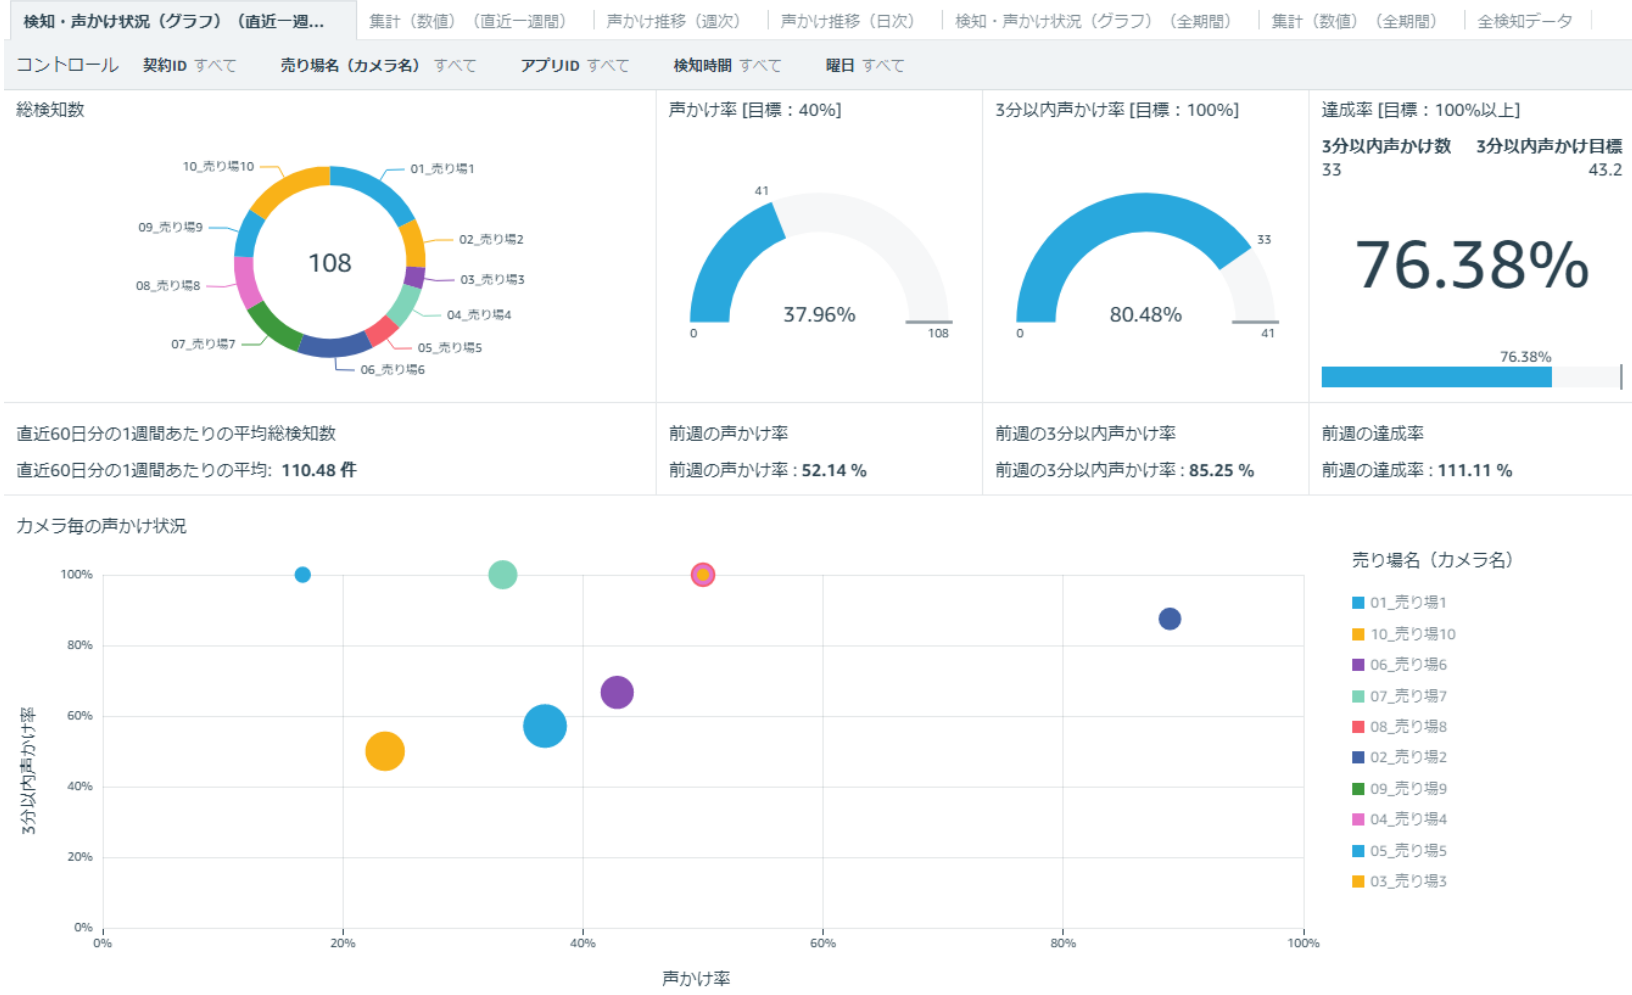 検知・声かけ状況（グラフ）（直近一週...
集計（数値）（直近一週間）
声かけ推移（週次）
声かけ推移（日次）
検知・声かけ状況（グラフ）（全期間）
集計（数値）（全期間）
全検知データ
コントロール
契約ID すべて
売り場名（カメラ名） すべて
アプリID すべて
検知時間 すべて
曜日 すべて
総検知数
10_売り場10
01_売り場1
09_売り場9
02_売り場2
108
03_売り場3
08_売り場8
04_売り場4
07_売り場7
05_売り場5
06_売り場6
声かけ率 [目標：40%]
41
37.96%
0
108
3分以内声かけ率 [目標：100%]
33
80.48%
0
41
達成率 [目標：100%以上]
3分以内声かけ数 3分以内声かけ目標
33 43.2
76.38%
76.38%
直近60日分の1週間あたりの平均総検知数
直近60日分の1週間あたりの平均: 110.48 件
前週の声かけ率
前週の声かけ率 : 52.14 %
前週の3分以内声かけ率
前週の3分以内声かけ率 : 85.25 %
前週の達成率
前週の達成率 : 111.11 %
カメラ毎の声かけ状況
3分以内声かけ率
100%
80%
60%
40%
20%
0%
0%
20%
40%
60%
80%
100%
声かけ率
売り場名（カメラ名）
01_売り場1
10_売り場10
06_売り場6
07_売り場7
08_売り場8
02_売り場2
09_売り場9
04_売り場4
05_売り場5
03_売り場3